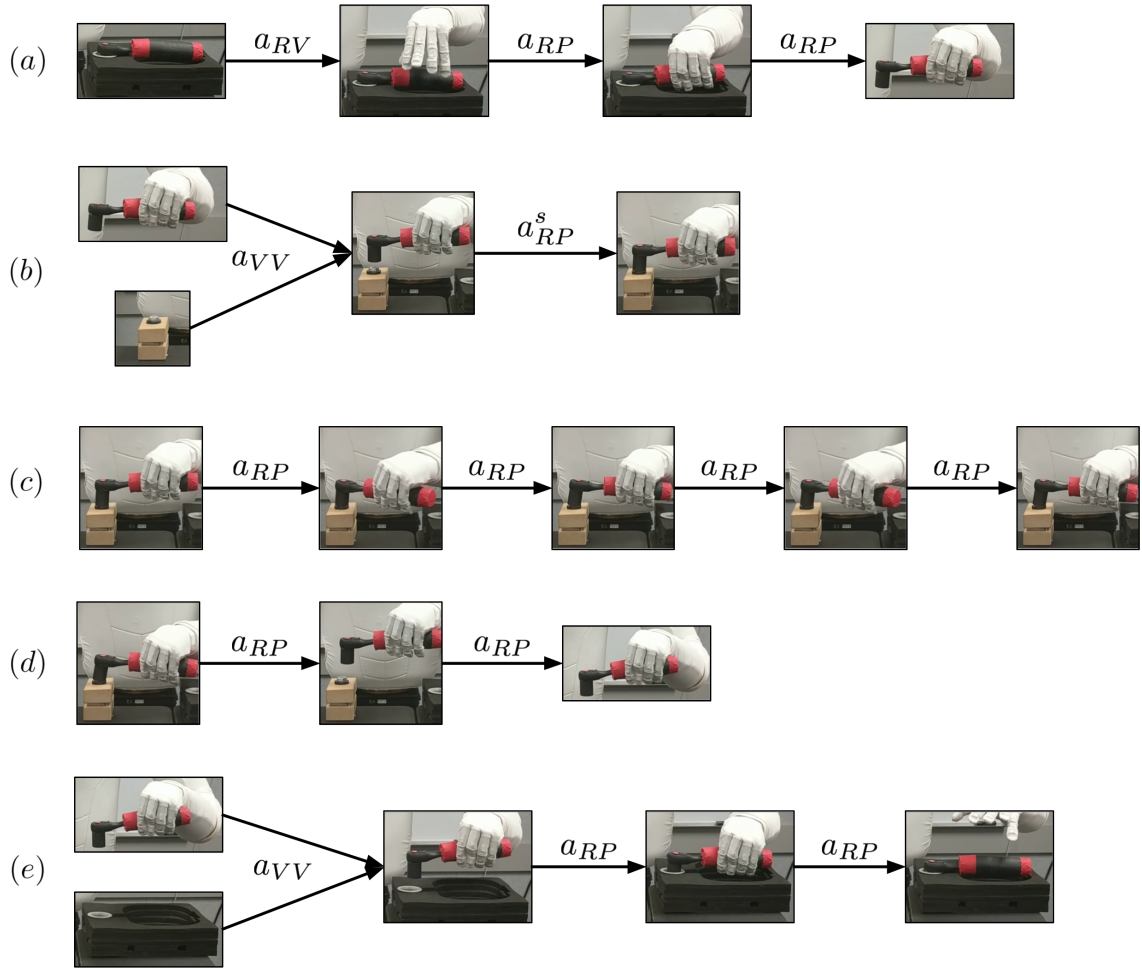 (a) a_{RV} a_{RP} a_{RP}
(b) a_{VV} a^{s}_{RP}
(c) a_{RP} a_{RP} a_{RP} a_{RP}
(d) a_{RP} a_{RP}
(e) a_{VV} a_{RP} a_{RP}